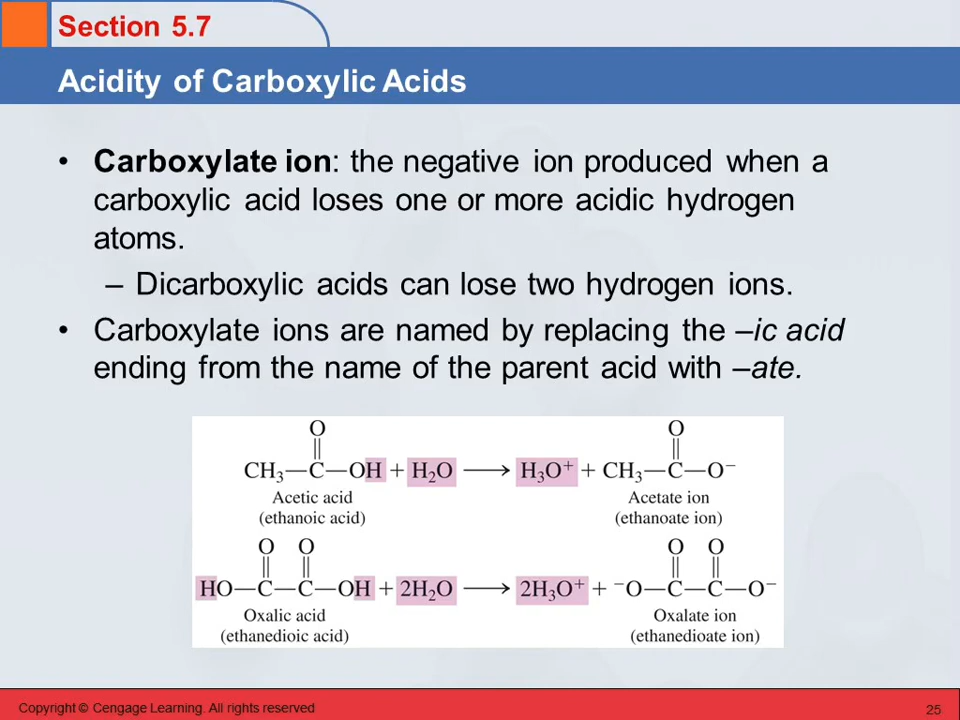 Section 5.7
Acidity of Carboxylic Acids
• Carboxylate ion: the negative ion produced when a
carboxylic acid loses one or more acidic hydrogen
atoms.
– Dicarboxylic acids can lose two hydrogen ions.
• Carboxylate ions are named by replacing the –ic acid
ending from the name of the parent acid with –ate.
O O
CH₃—C—OH + H₂O ⟶ H₃O⁺ + CH₃—C—O⁻
Acetic acid Acetate ion
(ethanoic acid) (ethanoate ion)
O O O O
HO—C—C—OH + 2H₂O ⟶ 2H₃O⁺ + ⁻O—C—C—O⁻
Oxalic acid Oxalate ion
(ethanedioic acid) (ethanedioate ion)
Copyright © Cengage Learning. All rights reserved 25